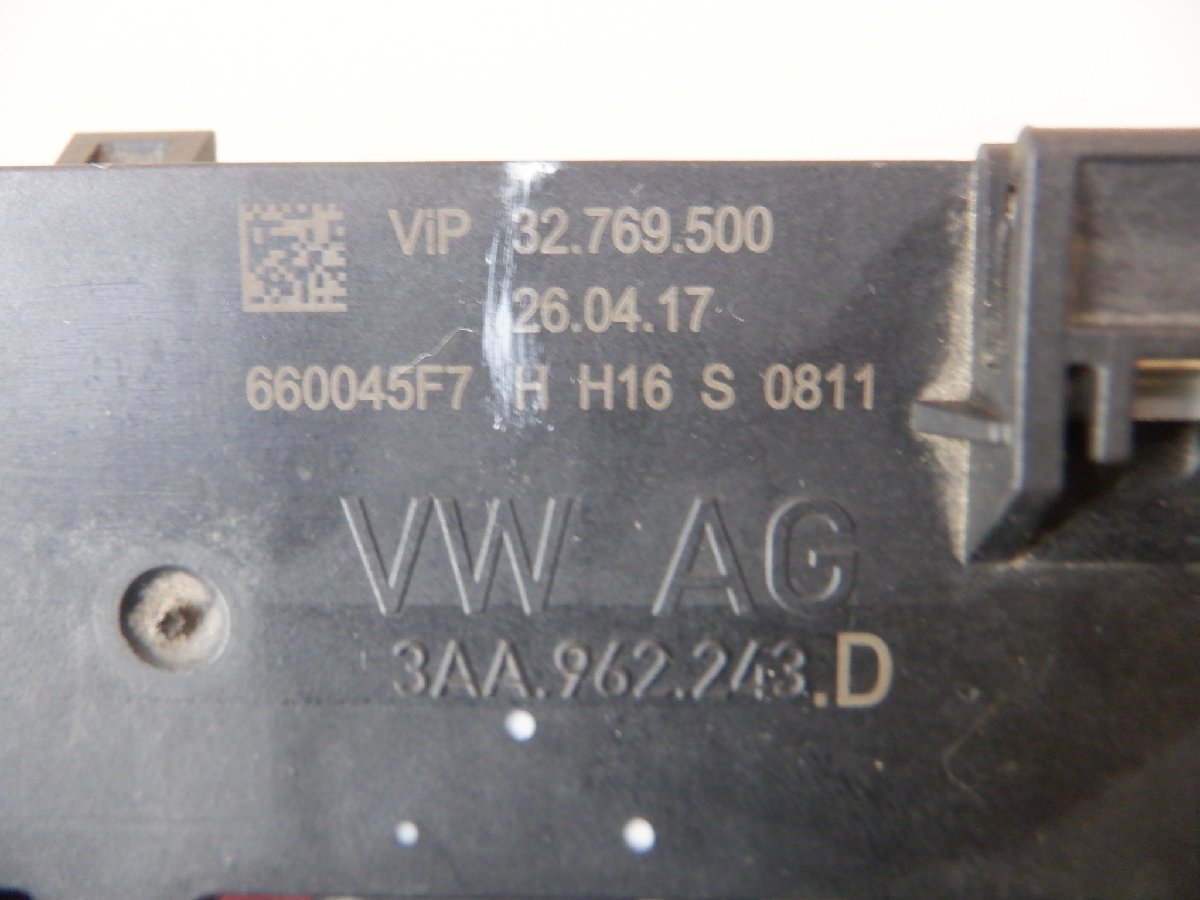 ViP 32.769.500
26.04.17
660045F7 H H16 S 0811
VW AG
3AA.962.243.D